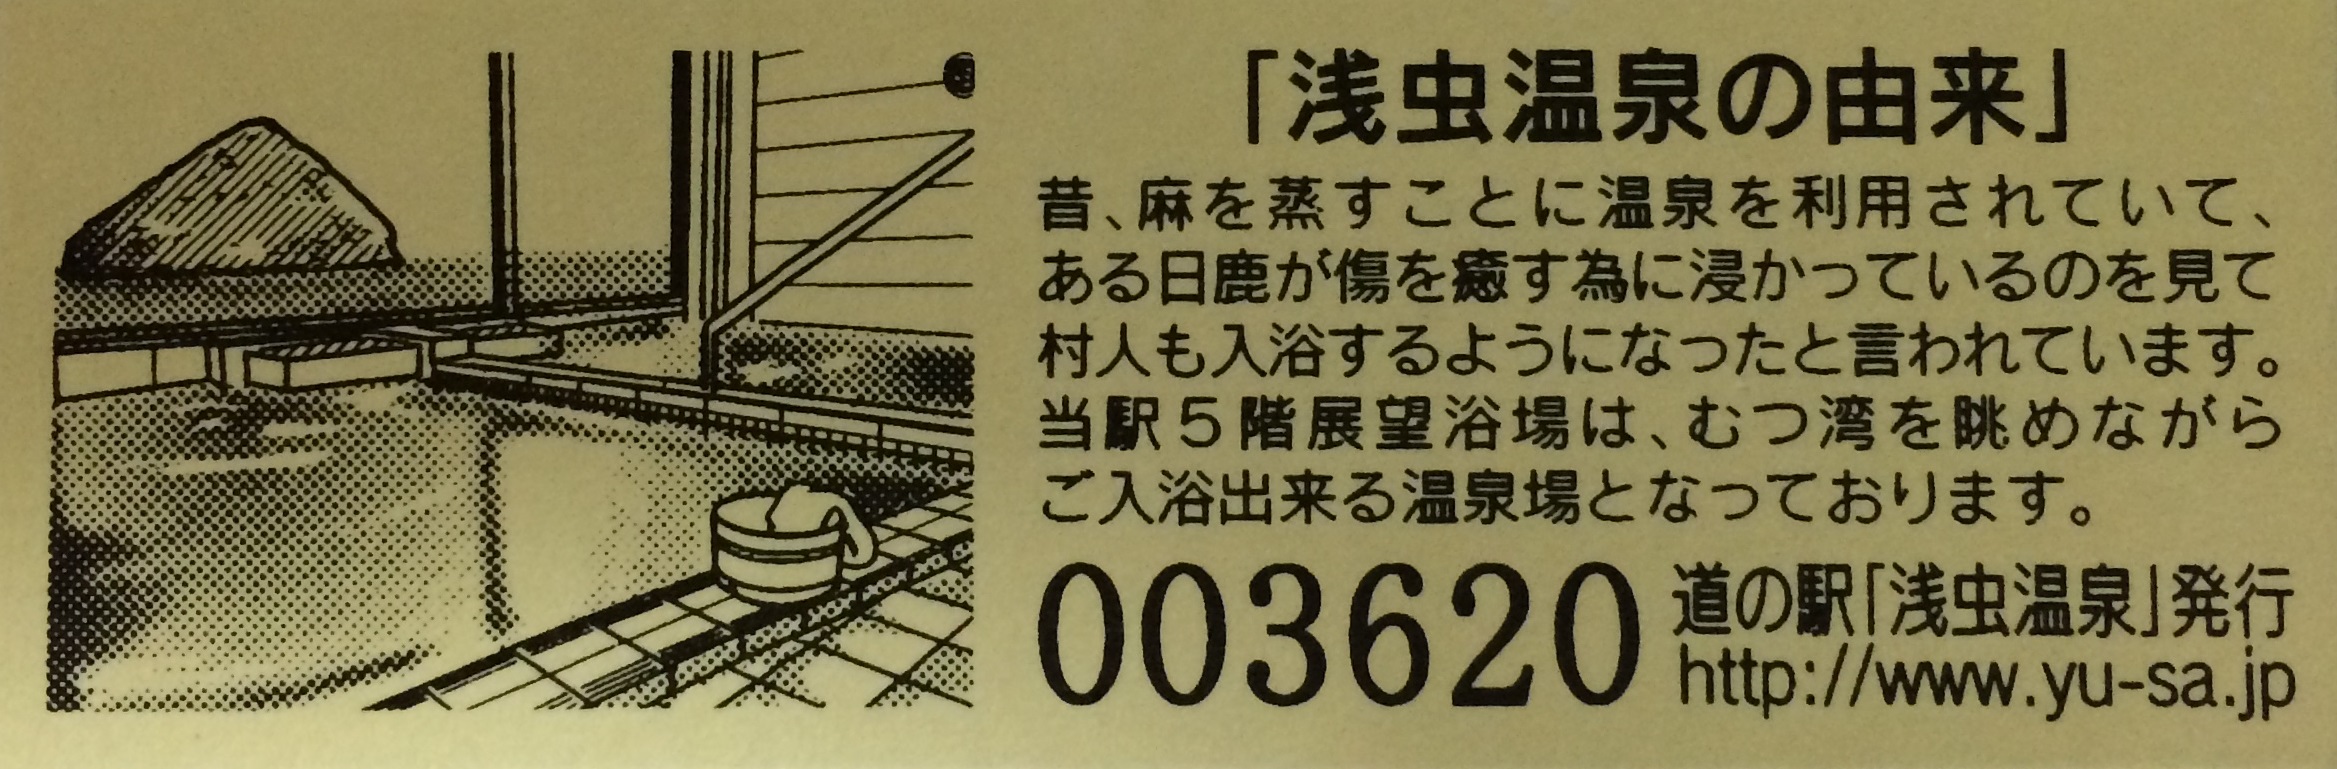 「浅虫温泉の由来」
昔、麻を蒸すことに温泉を利用されていて、
ある日鹿が傷を癒す為に浸かっているのを見て
村人も入浴するようになったと言われています。
当駅5階展望浴場は、むつ湾を眺めながら
ご入浴出来る温泉場となっております。
003620
道の駅「浅虫温泉」発行
http://www.yu-sa.jp